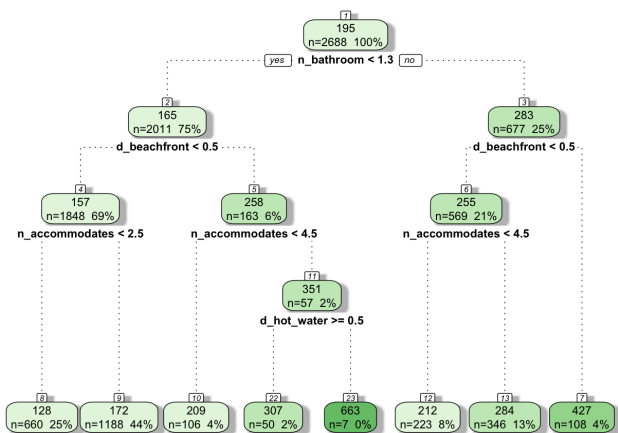 1
195
n=2688 100%
yes n_bathroom < 1.3 no
2
165
n=2011 75%
d_beachfront < 0.5
3
283
n=677 25%
d_beachfront < 0.5
4
157
n=1848 69%
n_accommodates < 2.5
5
258
n=163 6%
n_accommodates < 4.5
6
255
n=569 21%
n_accommodates < 4.5
11
351
n=57 2%
d_hot_water >= 0.5
8
128
n=660 25%
9
172
n=1188 44%
10
209
n=106 4%
22
307
n=50 2%
23
663
n=7 0%
12
212
n=223 8%
13
284
n=346 13%
7
427
n=108 4%